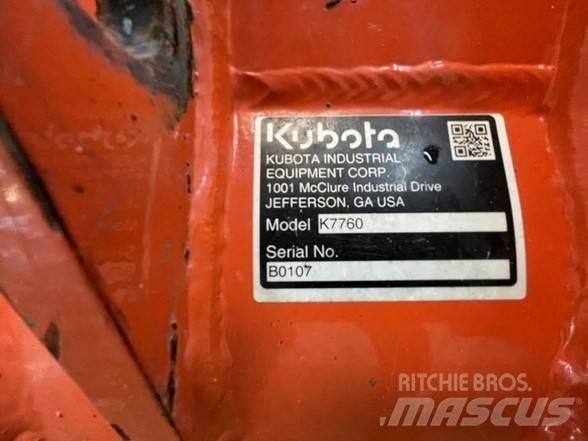 Kubota
KUBOTA INDUSTRIAL
EQUIPMENT CORP.
1001 McClure Industrial Drive
JEFFERSON, GA USA
Model K7760
Serial No.
B0107
RITCHIE BROS.
MASCUS